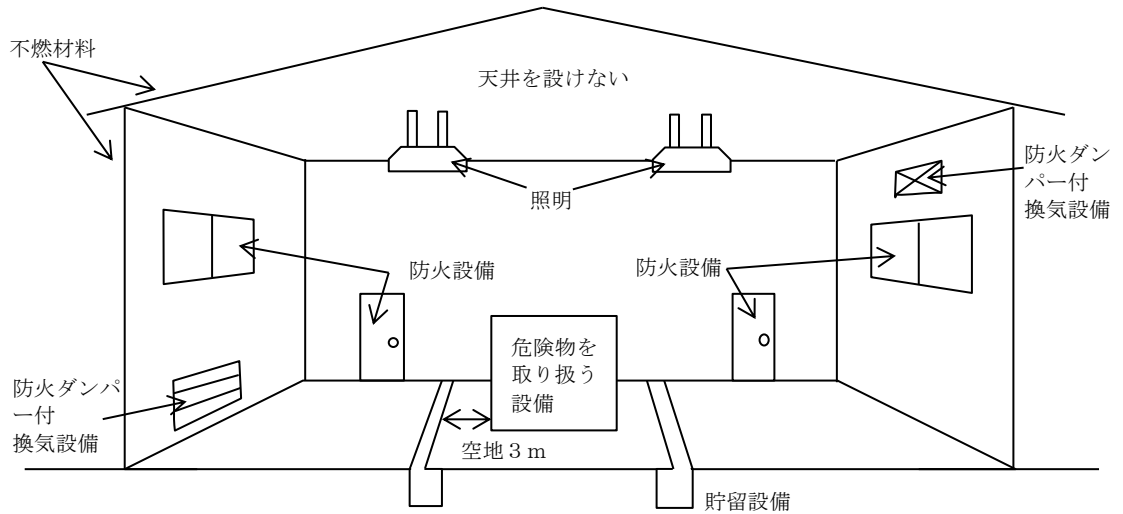 不燃材料
天井を設けない
照明
防火ダン
パー付
換気設備
防火設備
防火設備
危険物を
取り扱う
設備
防火ダンパ
ー付
換気設備
空地３ｍ
貯留設備